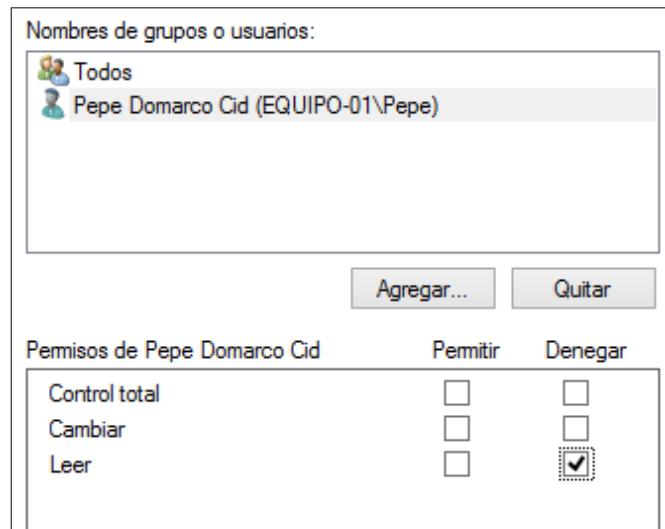 Nombres de grupos o usuarios:
Todos
Pepe Domarco Cid (EQUIPO-01\Pepe)
Agregar... Quitar
Permisos de Pepe Domarco Cid Permitir Denegar
Control total
Cambiar
Leer